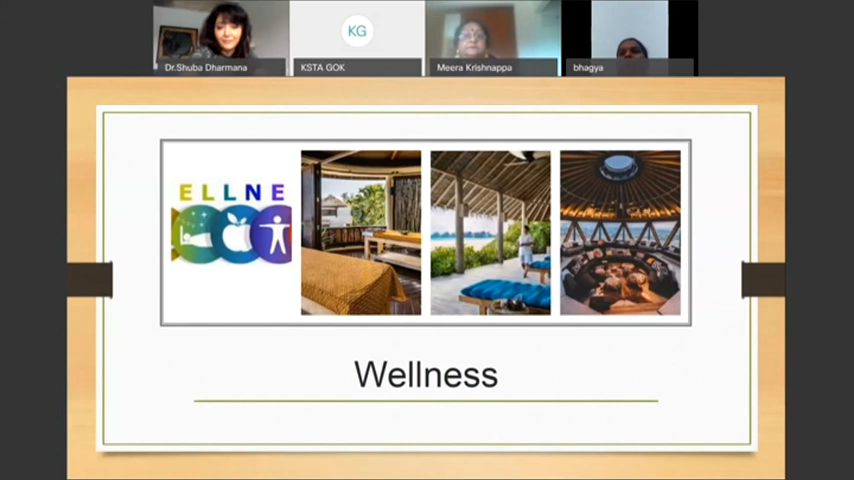 KG
Dr.Shuba Dharmana
KSTA GOK
Meera Krishnappa
bhagya
ELLNE
Wellness